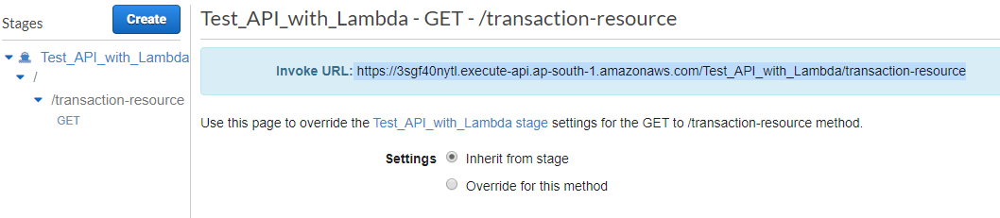 Stages
Create
Test_API_with_Lambda
/
/transaction-resource
GET
Test_API_with_Lambda - GET - /transaction-resource
Invoke URL: https://3sgf40nytl.execute-api.ap-south-1.amazonaws.com/Test_API_with_Lambda/transaction-resource
Use this page to override the Test_API_with_Lambda stage settings for the GET to /transaction-resource method.
Settings Inherit from stage
Override for this method